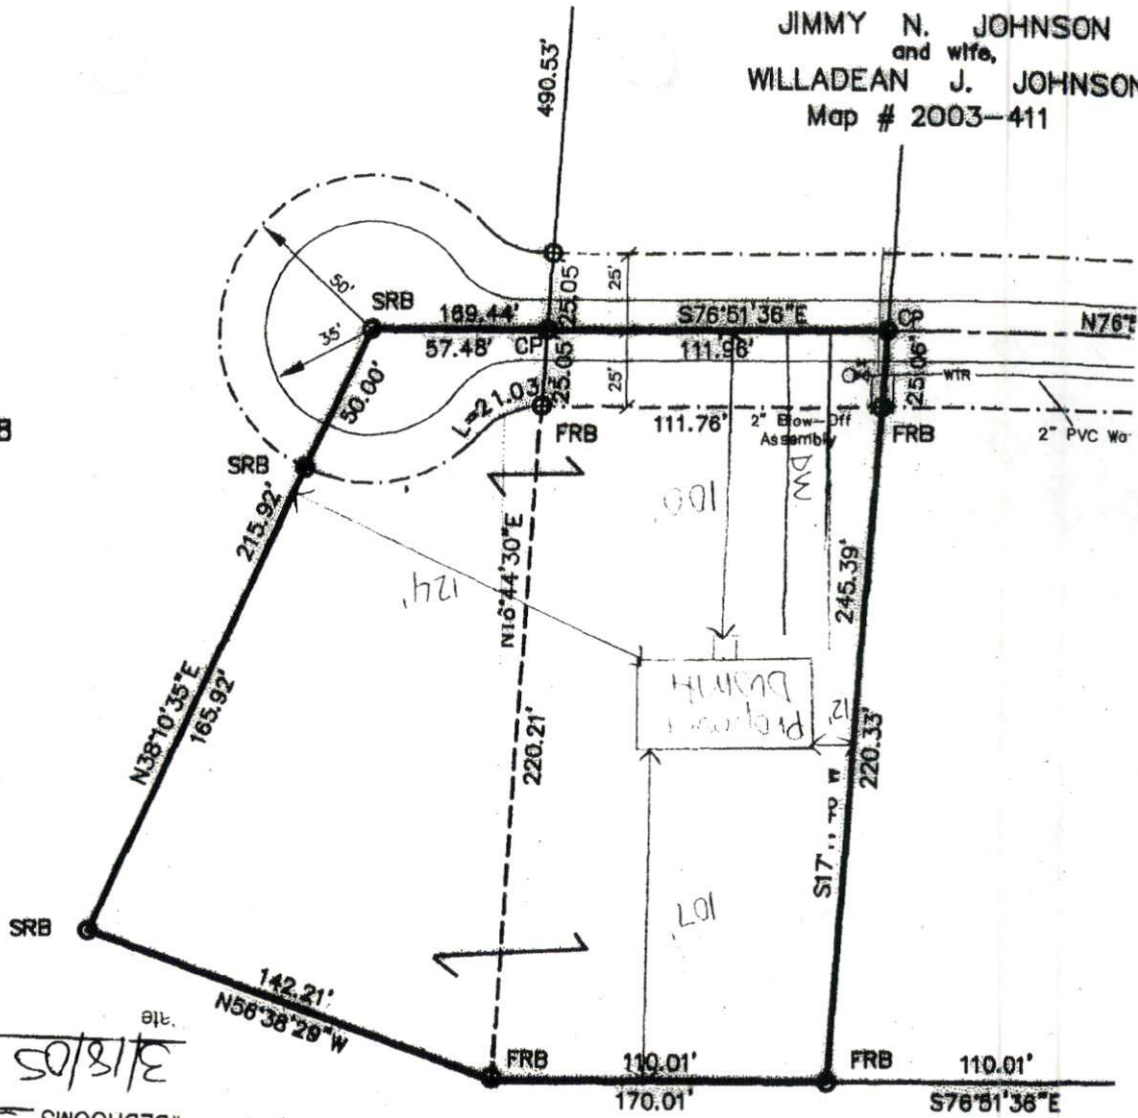 JIMMY N. JOHNSON
and wife,
WILLADEAN J. JOHNSON
Map # 2003-411
490.53'
25.05
25'
50'
35'
SRB
169.44'
57.48'
CP
S76°51'36"E
111.96'
CP
N76°
25.05'
25'
25.06'
WTR
50.00'
L=21.03'
FRB
111.76'
2" Blow-Off
Assembly
FRB
2" PVC Wa
B
SRB
215.92'
DW
100'
N16°44'30"E
245.39'
124'
N38°10'35"E
165.92'
Proposed
DWMH
12'
220.21'
220.33'
S17°
W
107'
SRB
142.21'
N56°38'29"W
ate
3/18/05
FRB
110.01'
170.01'
FRB
110.01'
S76°51'36"E
BEDROOMS